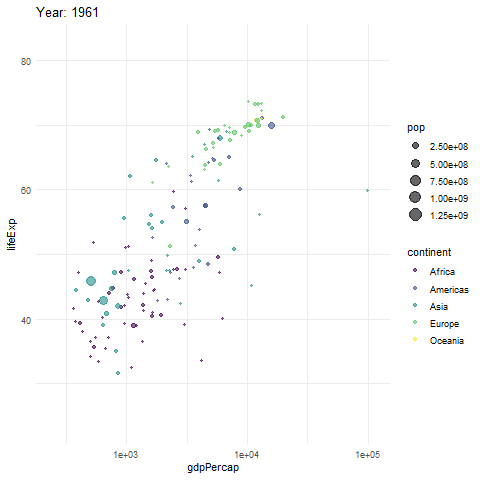 Year: 1961
lifeExp
80
60
40
1e+03
1e+04
1e+05
gdpPercap
pop
2.50e+08
5.00e+08
7.50e+08
1.00e+09
1.25e+09
continent
Africa
Americas
Asia
Europe
Oceania